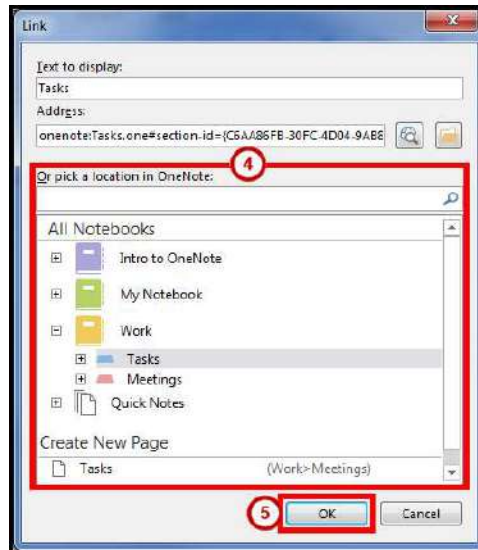 Link
Text to display:
Tasks
Address:
onenote:Tasks.one#section-id={C6AA86FB-30FC-4D04-9AB8
4
Or pick a location in OneNote:
All Notebooks
Intro to OneNote
My Notebook
Work
Tasks
Meetings
Quick Notes
Create New Page
Tasks (Work>Meetings)
5 OK Cancel